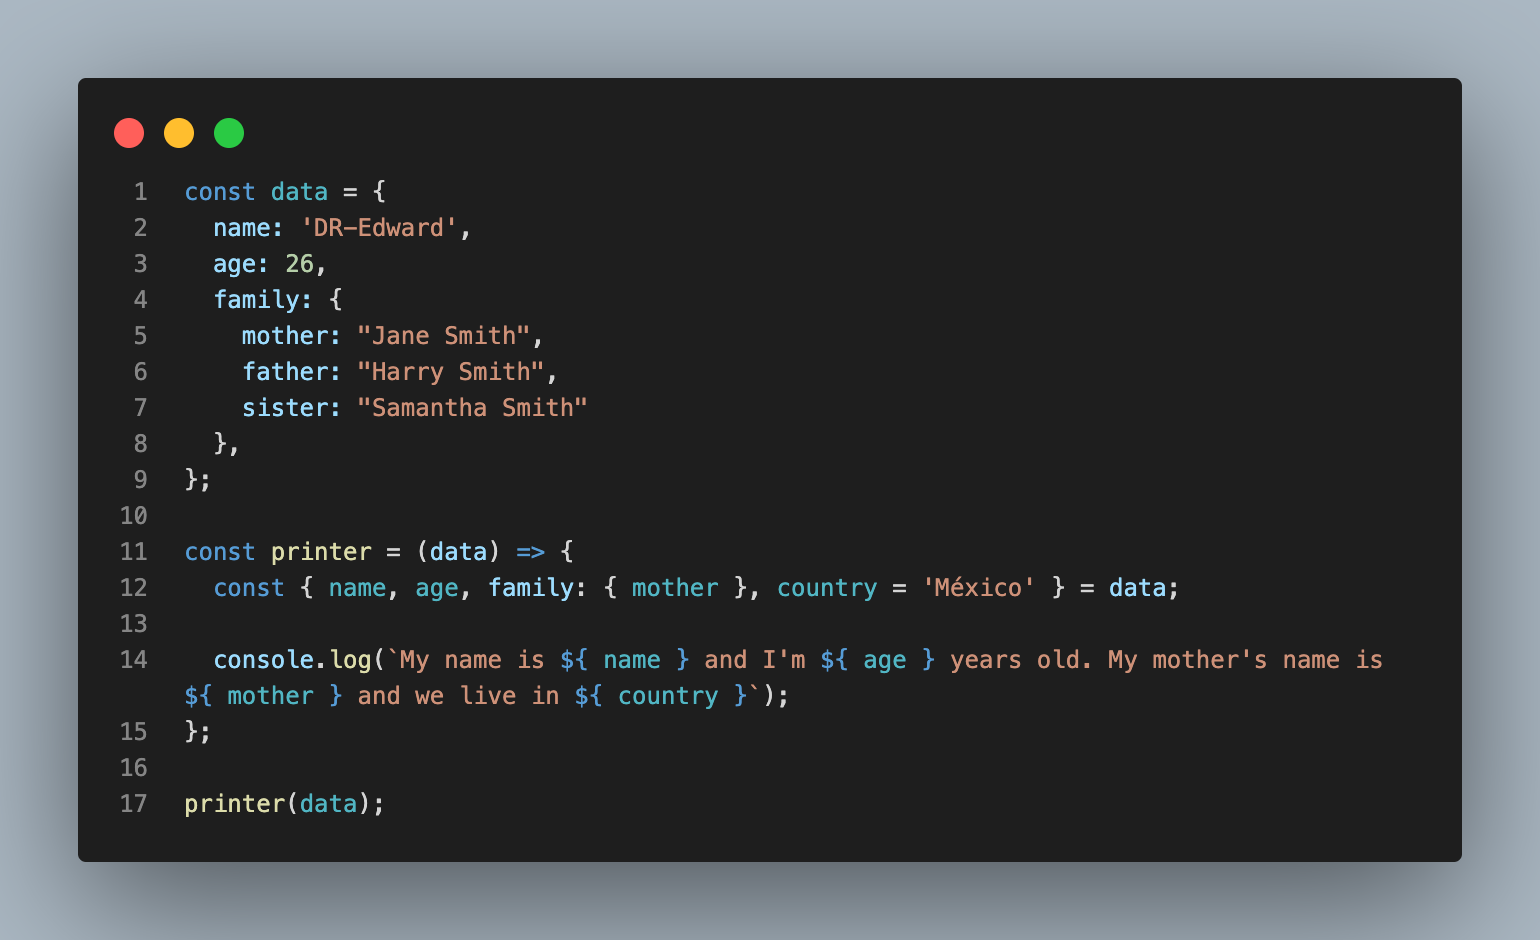 1 const data = {
2   name: 'DR-Edward',
3   age: 26,
4   family: {
5     mother: "Jane Smith",
6     father: "Harry Smith",
7     sister: "Samantha Smith"
8   },
9 };
10
11 const printer = (data) => {
12   const { name, age, family: { mother }, country = 'México' } = data;
13
14   console.log(`My name is ${ name } and I'm ${ age } years old. My mother's name is
${ mother } and we live in ${ country }`);
15 };
16
17 printer(data);